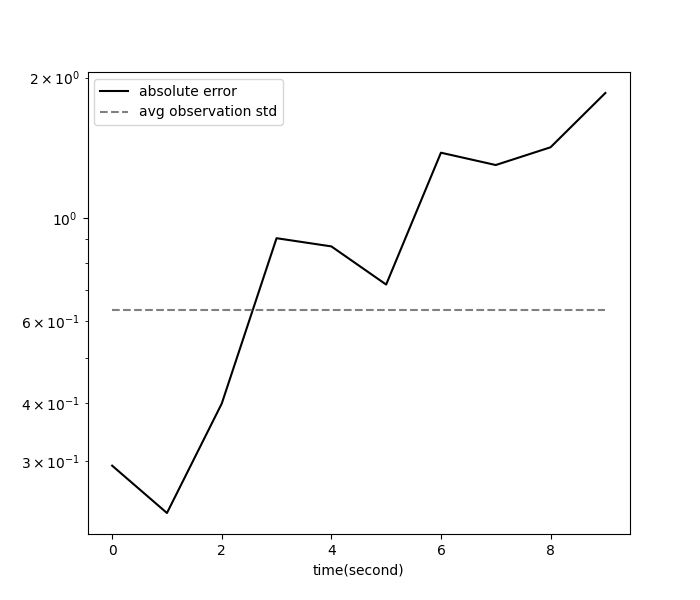 absolute error
avg observation std
2 × 10⁰
10⁰
6 × 10⁻¹
4 × 10⁻¹
3 × 10⁻¹
0 2 4 6 8
time(second)